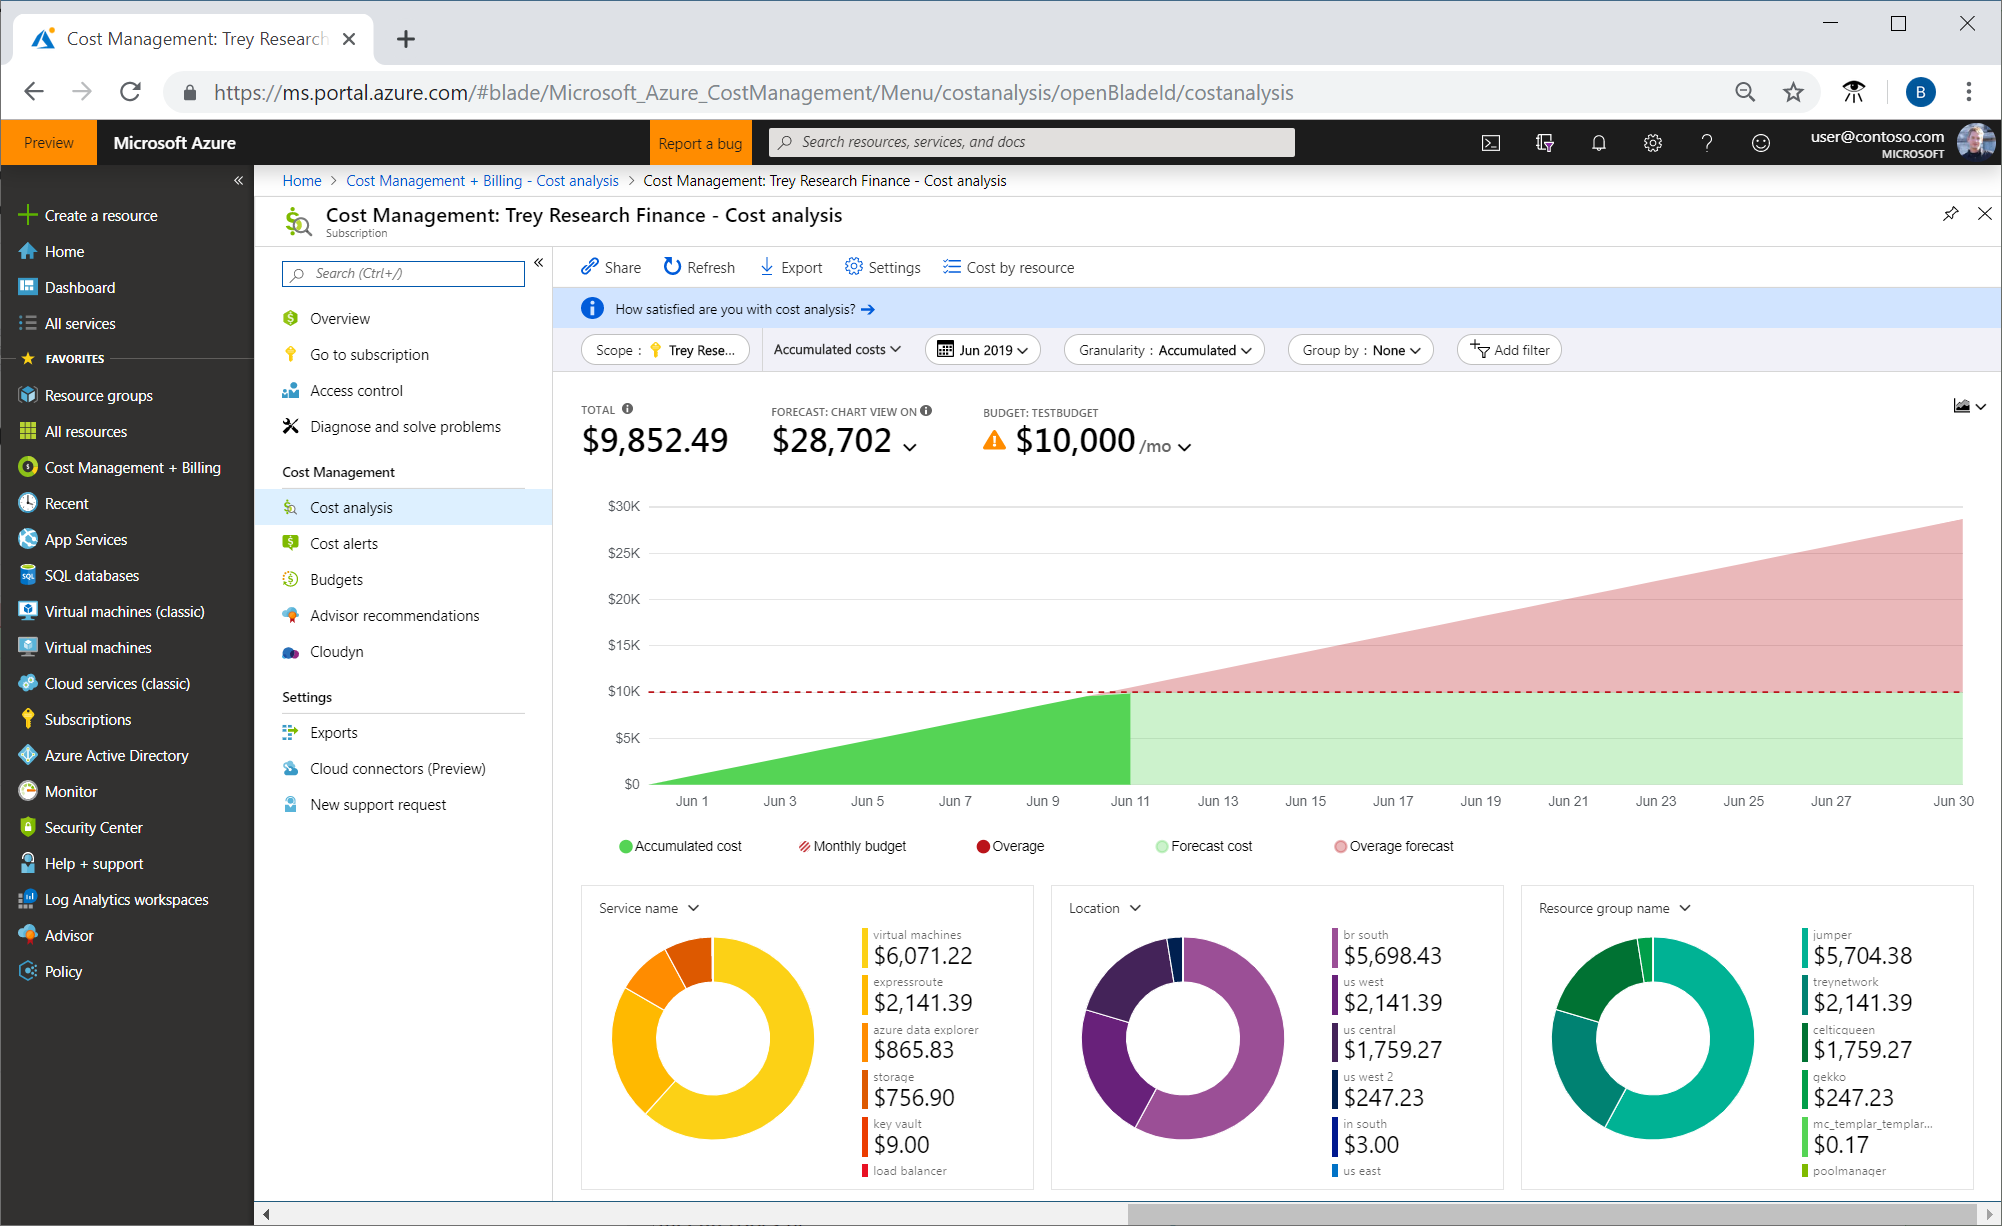 Cost Management: Trey Research
https://ms.portal.azure.com/#blade/Microsoft_Azure_CostManagement/Menu/costanalysis/openBladeId/costanalysis
B
Preview
Microsoft Azure
Report a bug
Search resources, services, and docs
user@contoso.com
MICROSOFT
Create a resource
Home
Dashboard
All services
FAVORITES
Resource groups
All resources
Cost Management + Billing
Recent
App Services
SQL databases
Virtual machines (classic)
Virtual machines
Cloud services (classic)
Subscriptions
Azure Active Directory
Monitor
Security Center
Help + support
Log Analytics workspaces
Advisor
Policy
Home > Cost Management + Billing - Cost analysis > Cost Management: Trey Research Finance - Cost analysis
Cost Management: Trey Research Finance - Cost analysis
Subscription
Search (Ctrl+/)
Overview
Go to subscription
Access control
Diagnose and solve problems
Cost Management
Cost analysis
Cost alerts
Budgets
Advisor recommendations
Cloudyn
Settings
Exports
Cloud connectors (Preview)
New support request
Share Refresh Export Settings Cost by resource
How satisfied are you with cost analysis?
Scope : Trey Rese... Accumulated costs Jun 2019 Granularity : Accumulated Group by : None Add filter
TOTAL
$9,852.49
FORECAST: CHART VIEW ON
$28,702
BUDGET: TESTBUDGET
$10,000 /mo
$30K
$25K
$20K
$15K
$10K
$5K
$0
Jun 1 Jun 3 Jun 5 Jun 7 Jun 9 Jun 11 Jun 13 Jun 15 Jun 17 Jun 19 Jun 21 Jun 23 Jun 25 Jun 27 Jun 30
Accumulated cost Monthly budget Overage Forecast cost Overage forecast
Service name
virtual machines
$6,071.22
expressroute
$2,141.39
azure data explorer
$865.83
storage
$756.90
key vault
$9.00
load balancer
Location
br south
$5,698.43
us west
$2,141.39
us central
$1,759.27
us west 2
$247.23
in south
$3.00
us east
Resource group name
jumper
$5,704.38
treynetwork
$2,141.39
celticqueen
$1,759.27
gekko
$247.23
mc_templar_templar...
$0.17
poolmanager